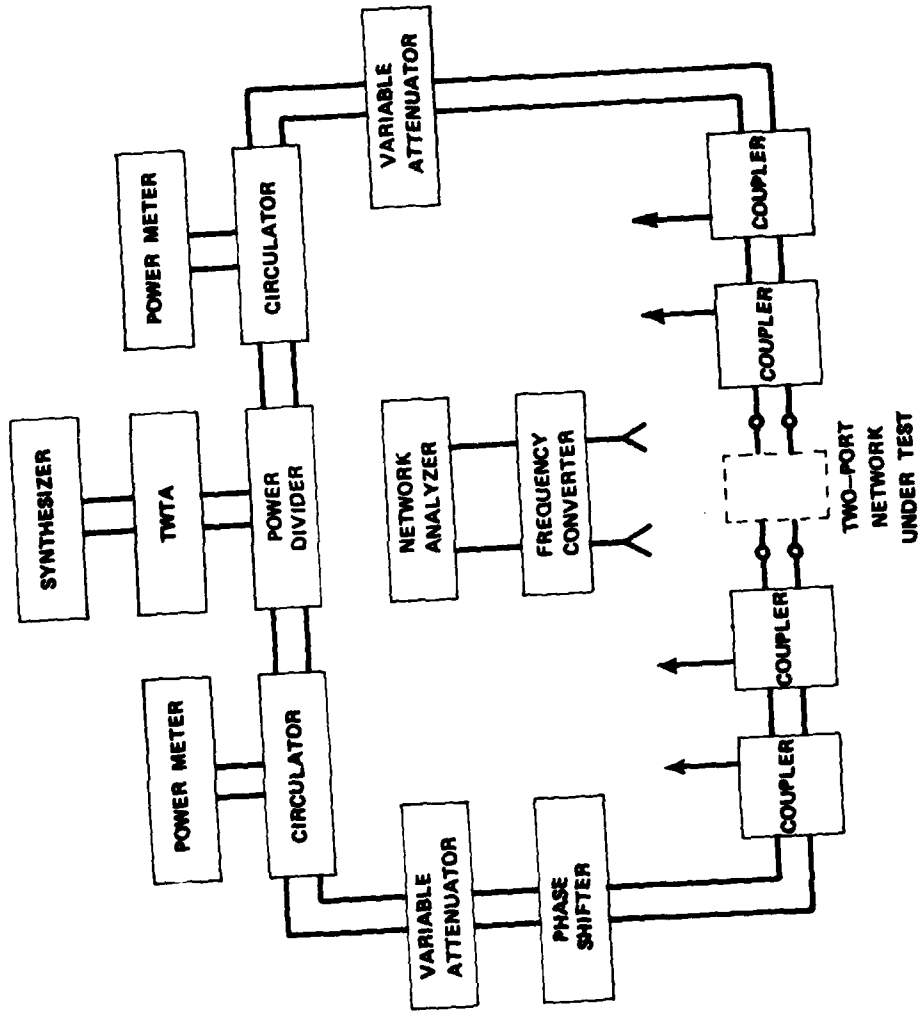 SYNTHESIZER
TWTA
POWER
DIVIDER
POWER METER
CIRCULATOR
POWER METER
CIRCULATOR
VARIABLE
ATTENUATOR
PHASE
SHIFTER
VARIABLE
ATTENUATOR
NETWORK
ANALYZER
FREQUENCY
CONVERTER
COUPLER
COUPLER
COUPLER
COUPLER
TWO-PORT
NETWORK
UNDER TEST